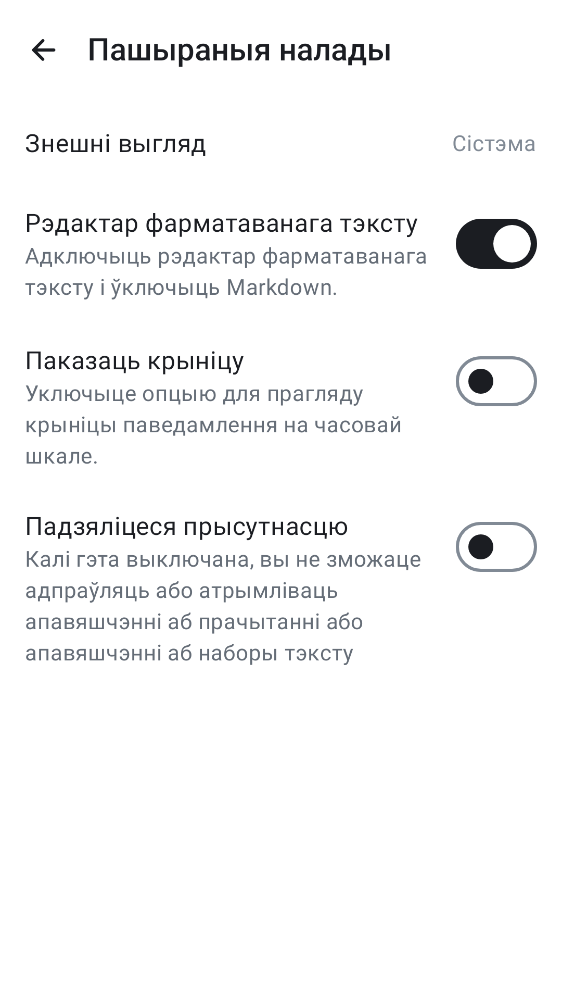 Пашыраныя налады
Знешні выгляд
Сістэма
Рэдактар фарматаванага тэксту
Адключыць рэдактар фарматаванага
тэксту і ўключыць Markdown.
Паказаць крыніцу
Уключыце опцыю для прагляду
крыніцы паведамлення на часовай
шкале.
Падзяліцеся прысутнасцю
Калі гэта выключана, вы не зможаце
адпраўляць або атрымліваць
апавяшчэнні аб прачытанні або
апавяшчэнні аб наборы тэксту